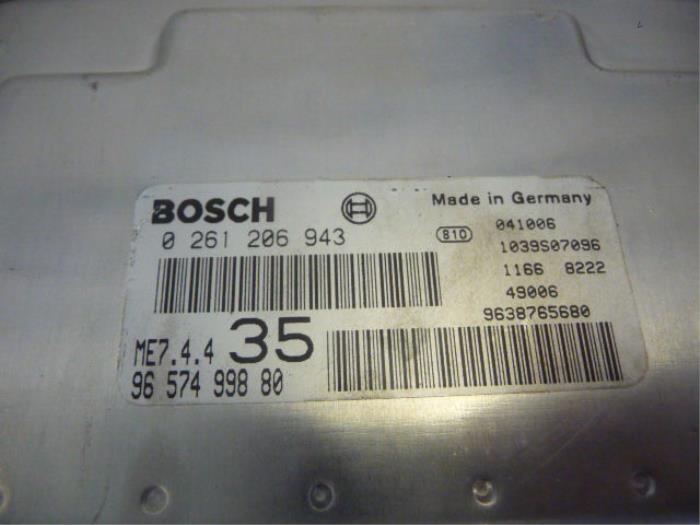 BOSCH
0 261 206 943
ME7.4.4 35
96 574 998 80
Made in Germany
810 041006
1039S07096
1166 8222
49006
9638765680